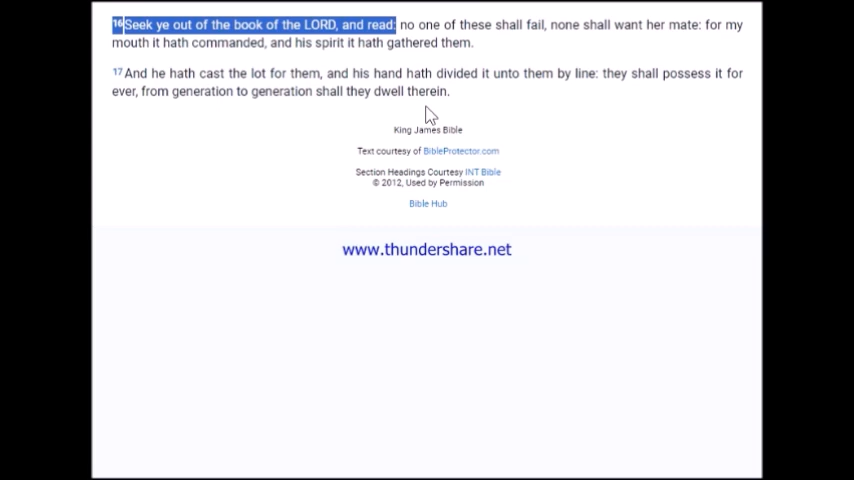 16Seek ye out of the book of the LORD, and read: no one of these shall fail, none shall want her mate: for my
mouth it hath commanded, and his spirit it hath gathered them.
17And he hath cast the lot for them, and his hand hath divided it unto them by line: they shall possess it for
ever, from generation to generation shall they dwell therein.
King James Bible
Text courtesy of BibleProtector.com
Section Headings Courtesy INT Bible
© 2012, Used by Permission
Bible Hub
www.thundershare.net